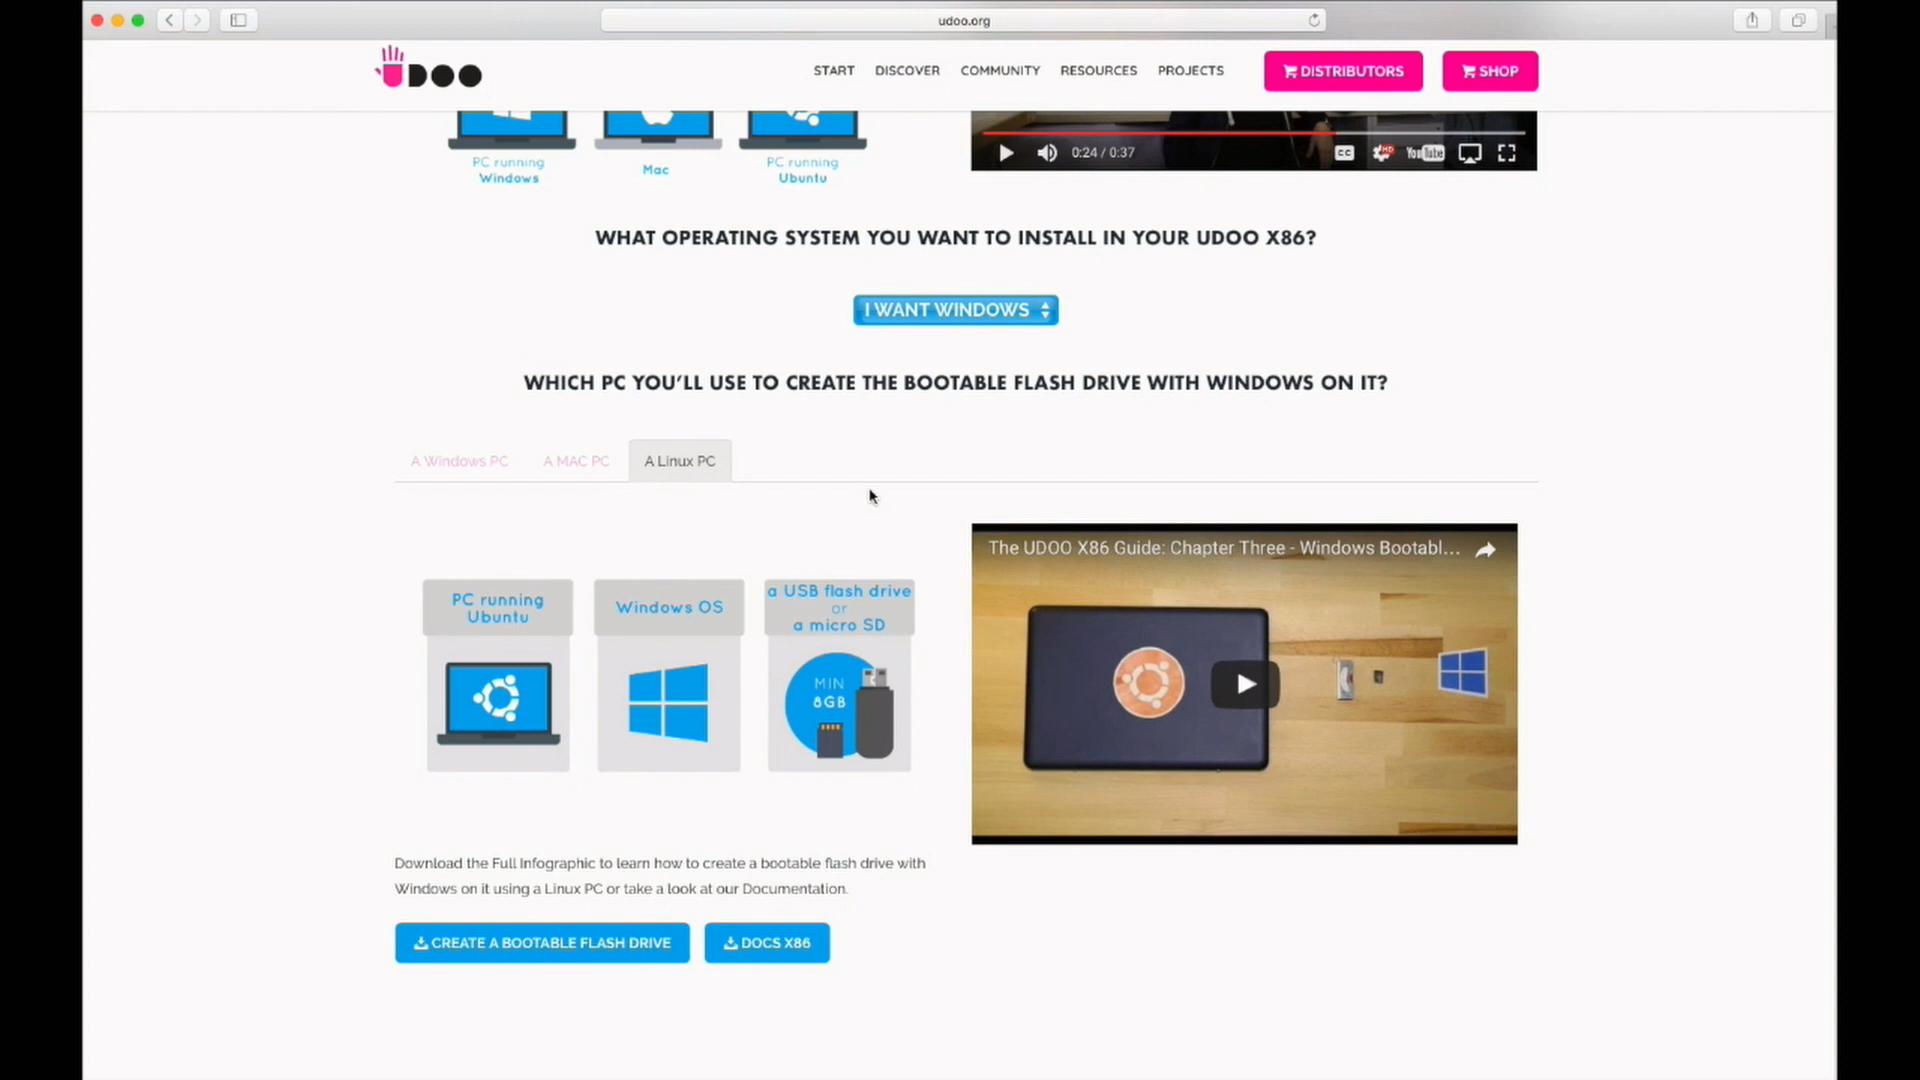 udoo.org
UDOO
START DISCOVER COMMUNITY RESOURCES PROJECTS DISTRIBUTORS SHOP
PC running
Windows
Mac
PC running
Ubuntu
0:24 / 0:37
CC
HD
YouTube
WHAT OPERATING SYSTEM YOU WANT TO INSTALL IN YOUR UDOO X86?
I WANT WINDOWS
WHICH PC YOU'LL USE TO CREATE THE BOOTABLE FLASH DRIVE WITH WINDOWS ON IT?
A Windows PC A MAC PC A Linux PC
PC running
Ubuntu
Windows OS
a USB flash drive
or
a micro SD
MIN
8GB
The UDOO X86 Guide: Chapter Three - Windows Bootabl...
Download the Full Infographic to learn how to create a bootable flash drive with
Windows on it using a Linux PC or take a look at our Documentation.
CREATE A BOOTABLE FLASH DRIVE DOCS X86